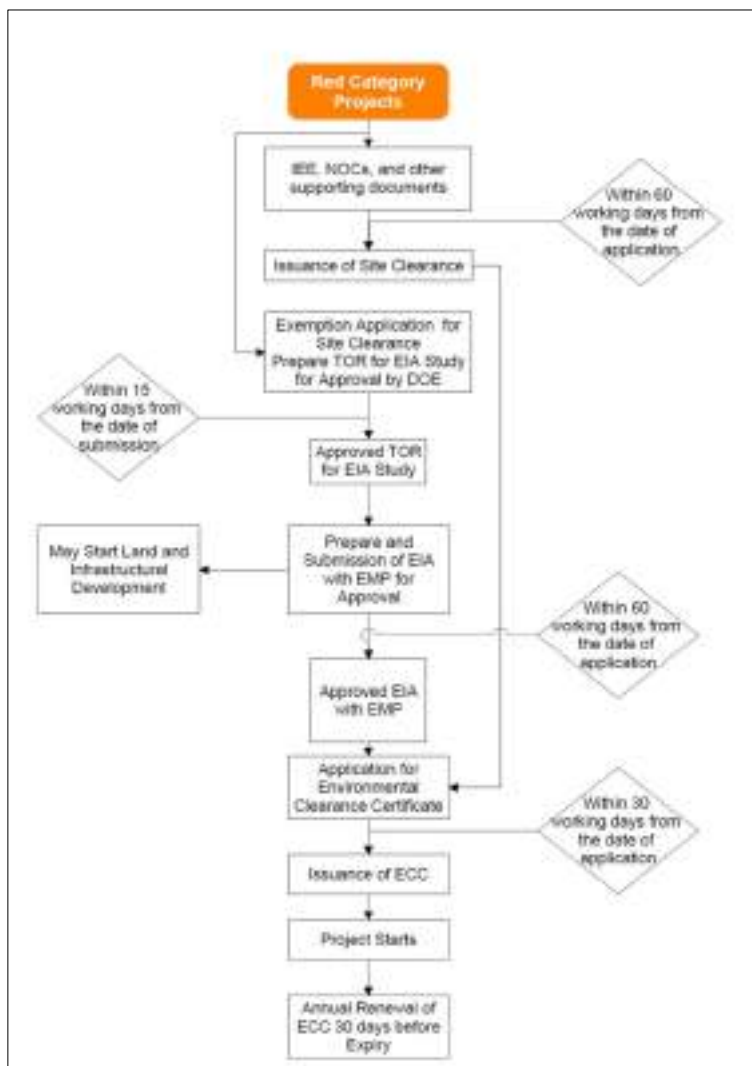 Red Category
Projects
IEE, NOCs, and other
supporting documents
Within 60
working days from
the date of
application.
Issuance of Site Clearance
Exemption Application for
Site Clearance
Prepare TOR for EIA Study
for Approval by DOE
Within 15
working days from
the date of
submission.
Approved TOR
for EIA Study
May Start Land and
Infrastructural
Development
Prepare and
Submission of EIA
with EMP for
Approval
Within 60
working days from
the date of
application.
Approved EIA
with EMP
Application for
Environmental
Clearance Certificate
Within 30
working days from
the date of
application.
Issuance of ECC
Project Starts
Annual Renewal of
ECC 30 days before
Expiry